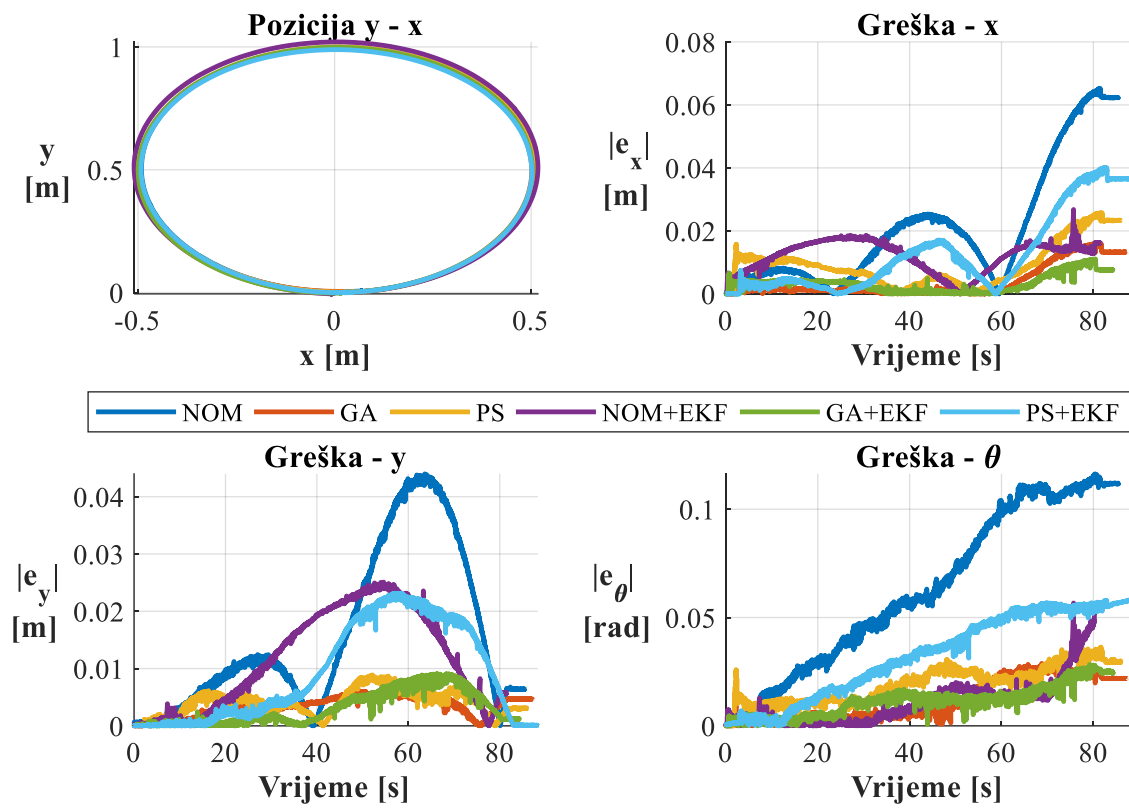 Pozicija y - x
1
0.5
0
y
[m]
-0.5
0
0.5
x [m]
Greška - x
0.08
0.06
0.04
0.02
0
|e_x|
[m]
0
20
40
60
80
Vrijeme [s]
NOM GA PS NOM+EKF GA+EKF PS+EKF
Greška - y
0.04
0.03
0.02
0.01
0
|e_y|
[m]
0
20
40
60
80
Vrijeme [s]
Greška - θ
0.1
0.05
0
|e_θ|
[rad]
0
20
40
60
80
Vrijeme [s]